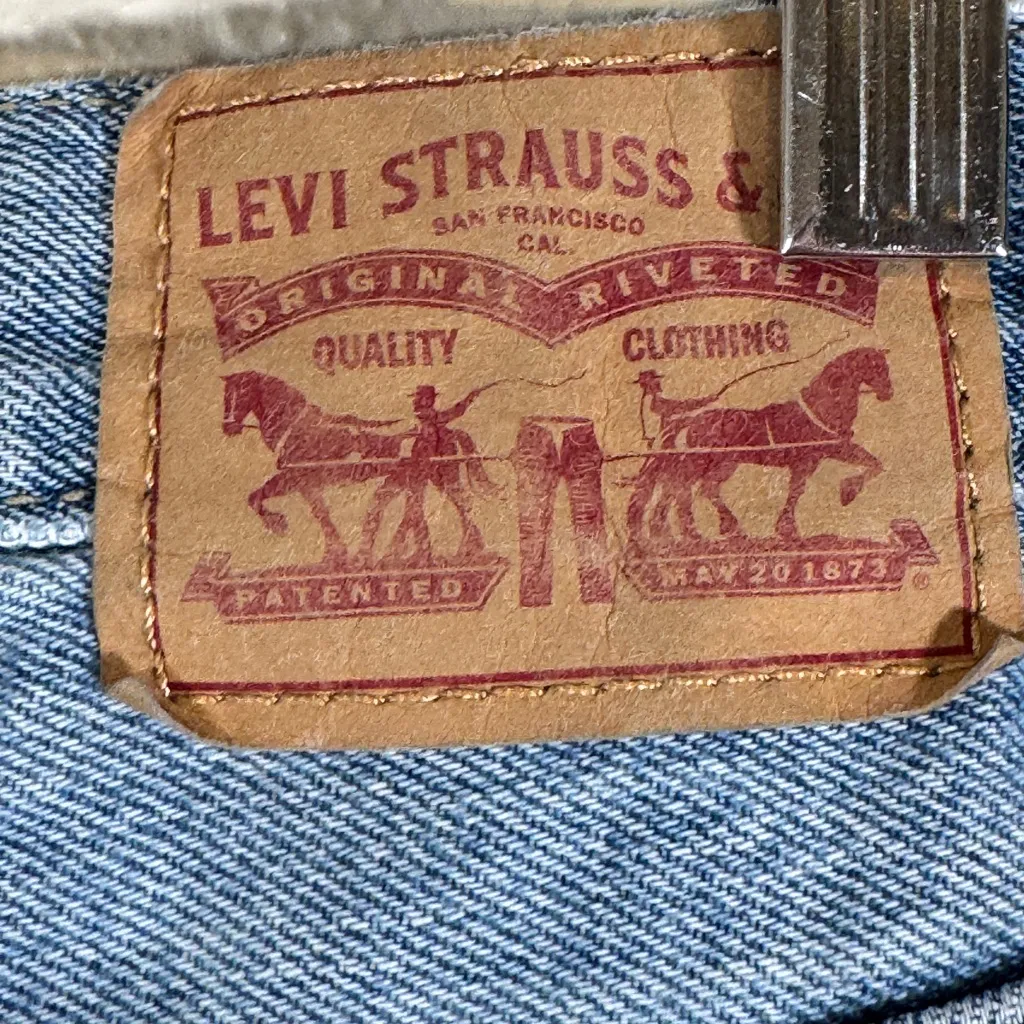 LEVI STRAUSS &
SAN FRANCISCO
CAL.
ORIGINAL RIVETED
QUALITY CLOTHING
PATENTED MAY 20 1873 ®